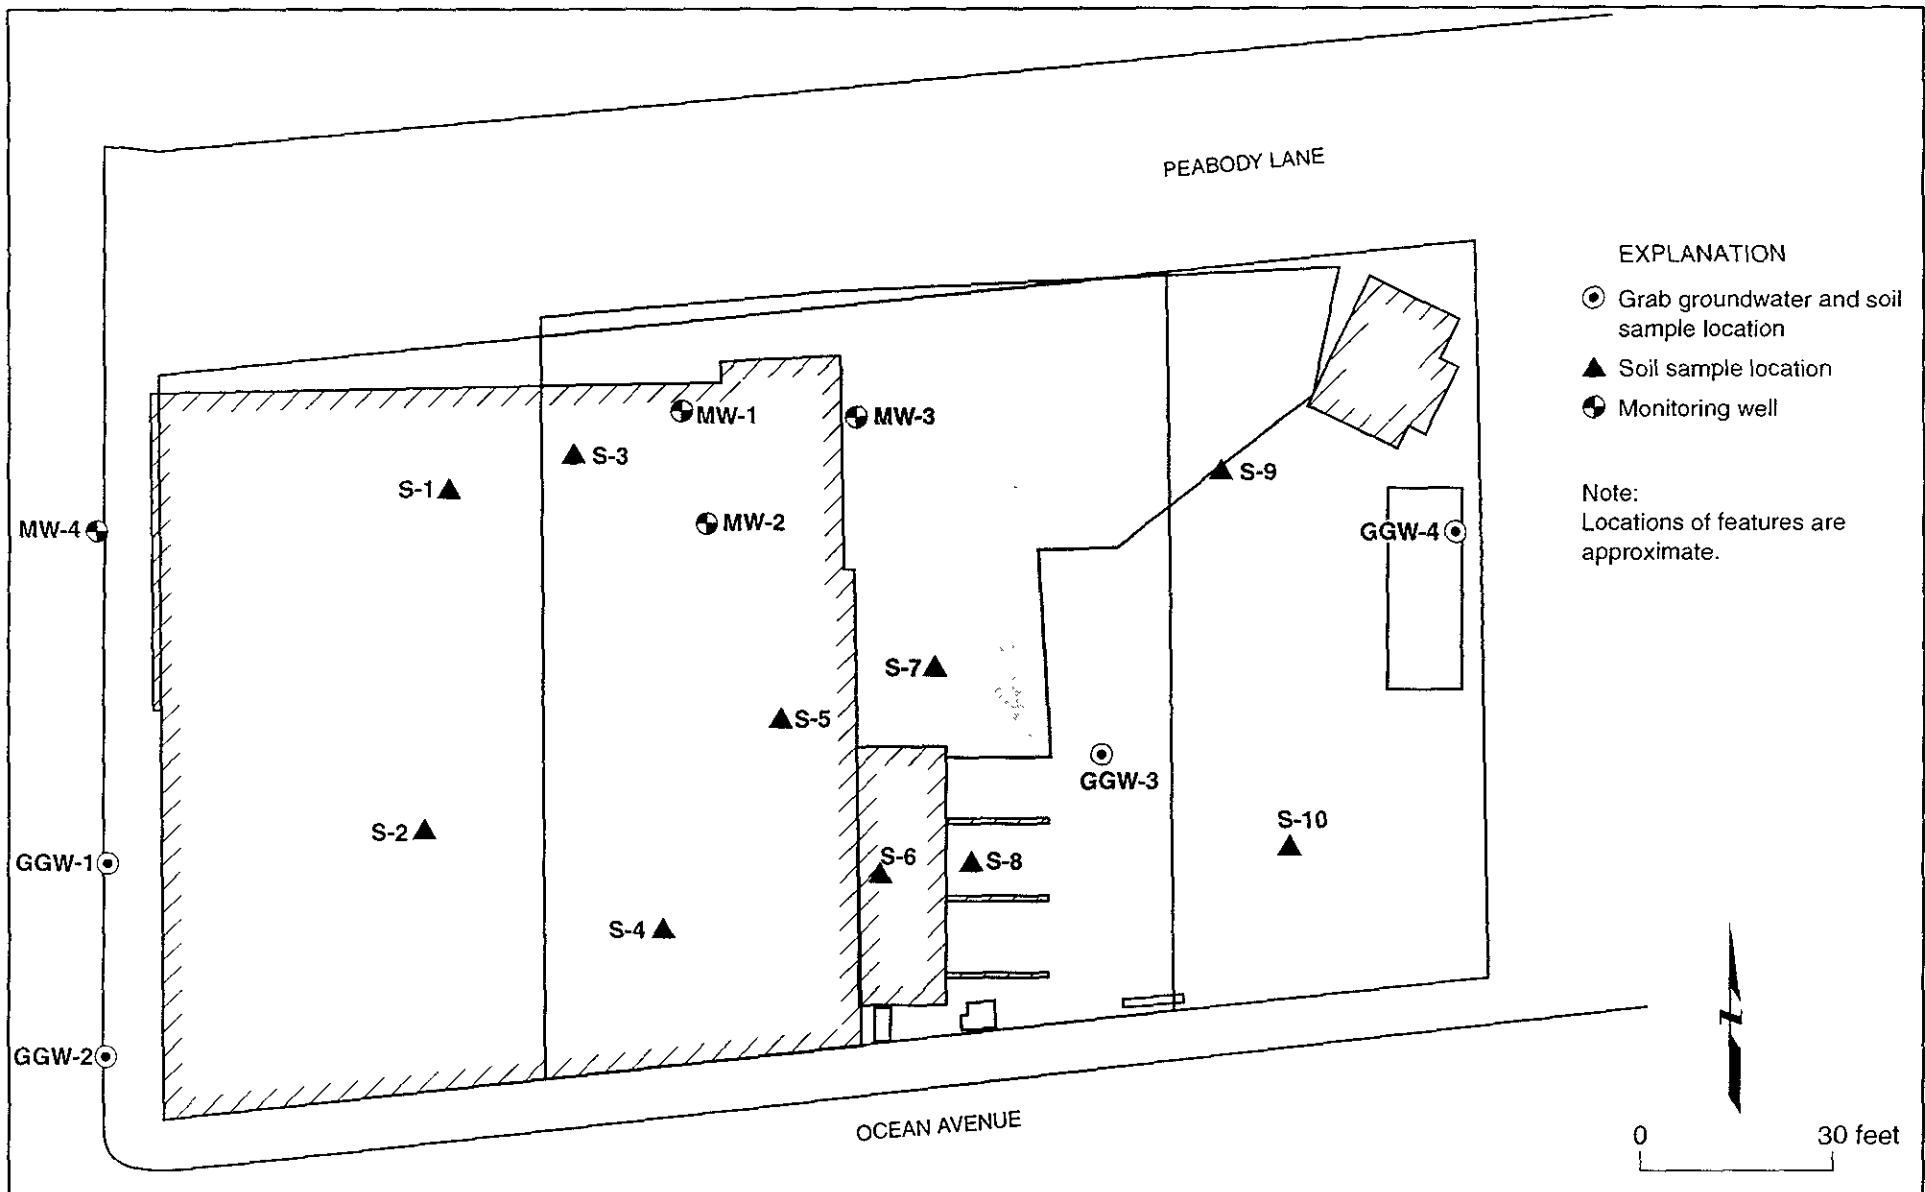 PEABODY LANE
EXPLANATION
Grab groundwater and soil
sample location
Soil sample location
Monitoring well
Note:
Locations of features are
approximate.
MW-1
MW-3
S-3
S-1
S-9
MW-2
MW-4
GGW-4
S-7
S-5
GGW-3
S-2
S-10
S-6
S-8
GGW-1
S-4
GGW-2
OCEAN AVENUE
Z
0 30 feet